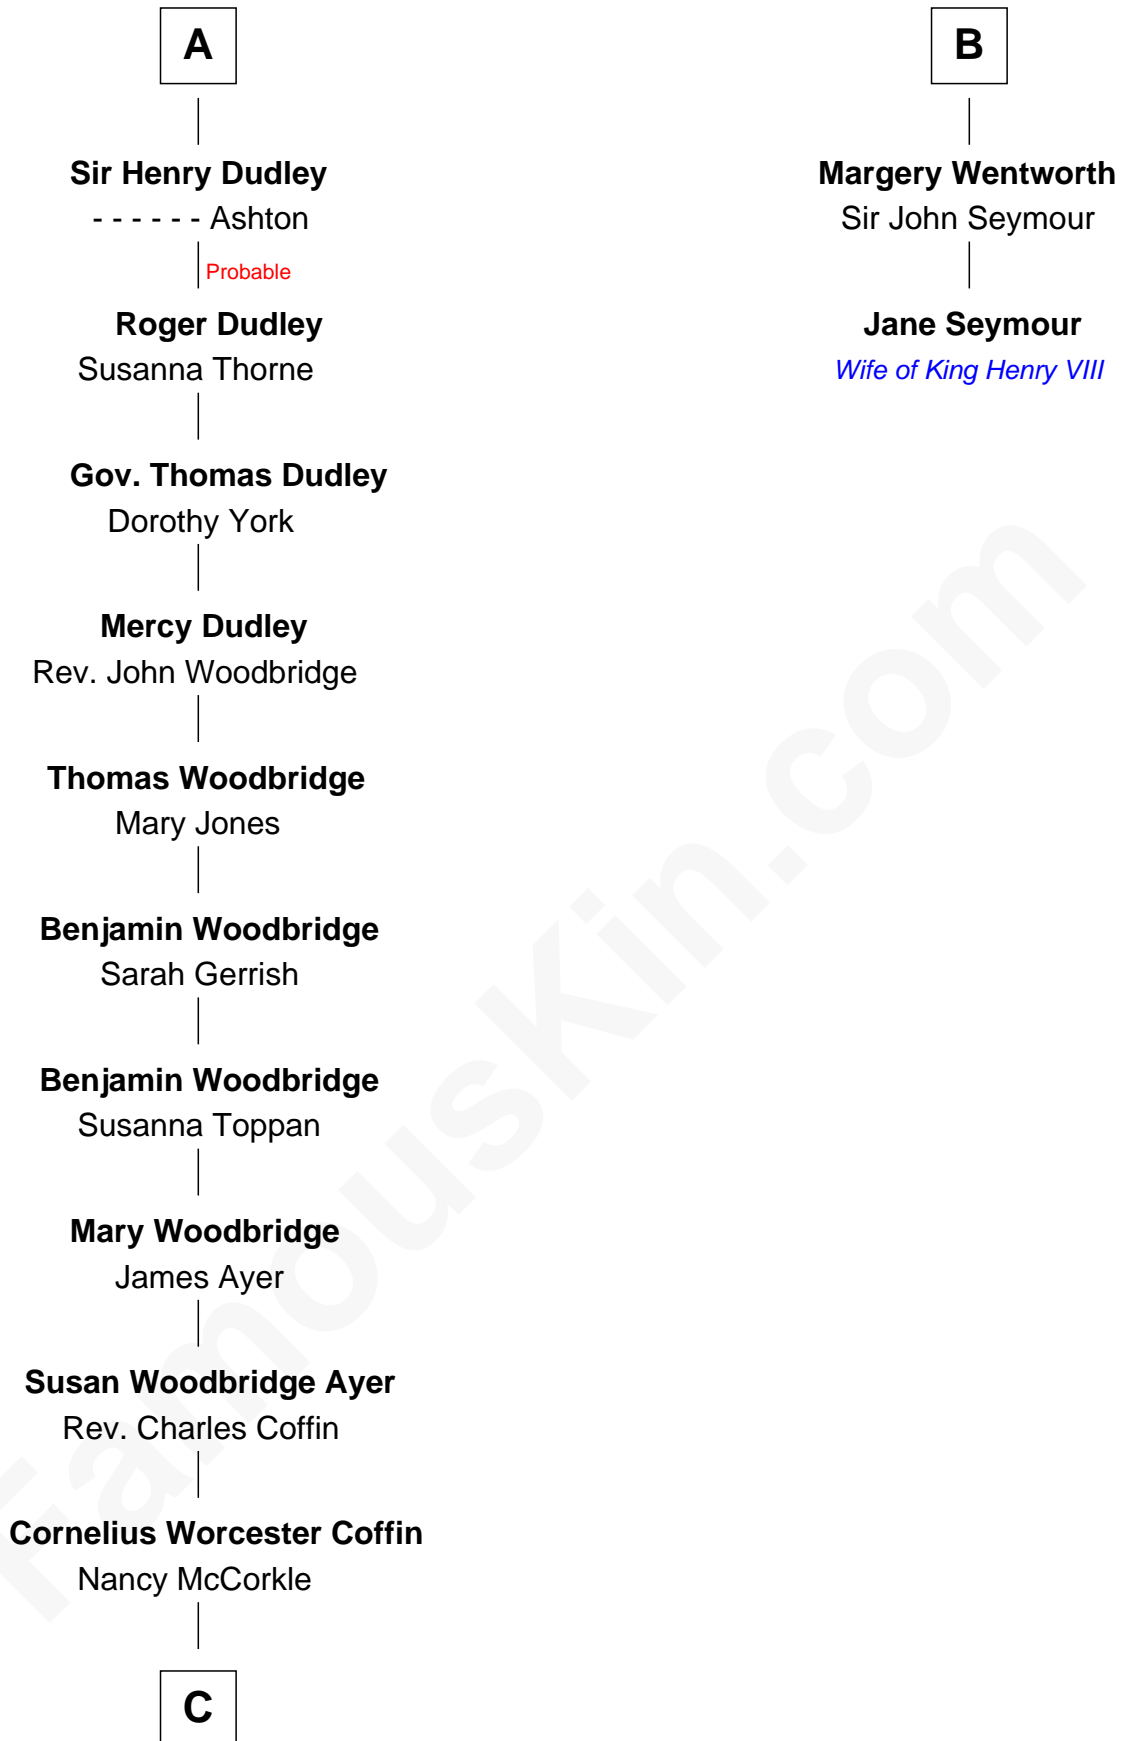 A
Sir Henry Dudley
- - - - - - Ashton
Probable
Roger Dudley
Susanna Thorne
Gov. Thomas Dudley
Dorothy York
Mercy Dudley
Rev. John Woodbridge
Thomas Woodbridge
Mary Jones
Benjamin Woodbridge
Sarah Gerrish
Benjamin Woodbridge
Susanna Toppan
Mary Woodbridge
James Ayer
Susan Woodbridge Ayer
Rev. Charles Coffin
Cornelius Worcester Coffin
Nancy McCorkle
C
B
Margery Wentworth
Sir John Seymour
Jane Seymour
Wife of King Henry VIII
FamousKin.com